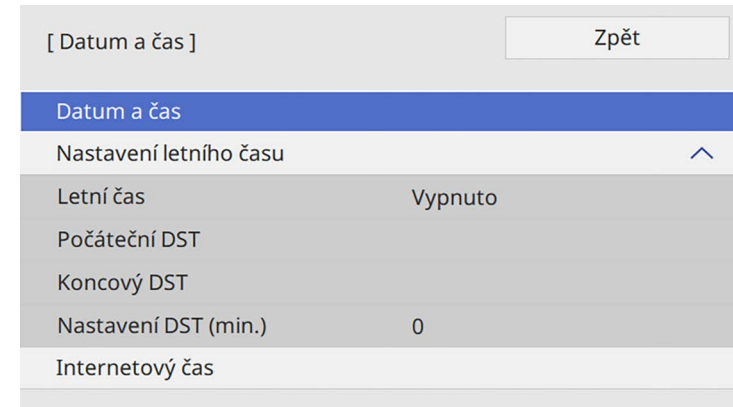 [ Datum a čas ]
Zpět
Datum a čas
Nastavení letního času
Letní čas Vypnuto
Počáteční DST
Koncový DST
Nastavení DST (min.) 0
Internetový čas